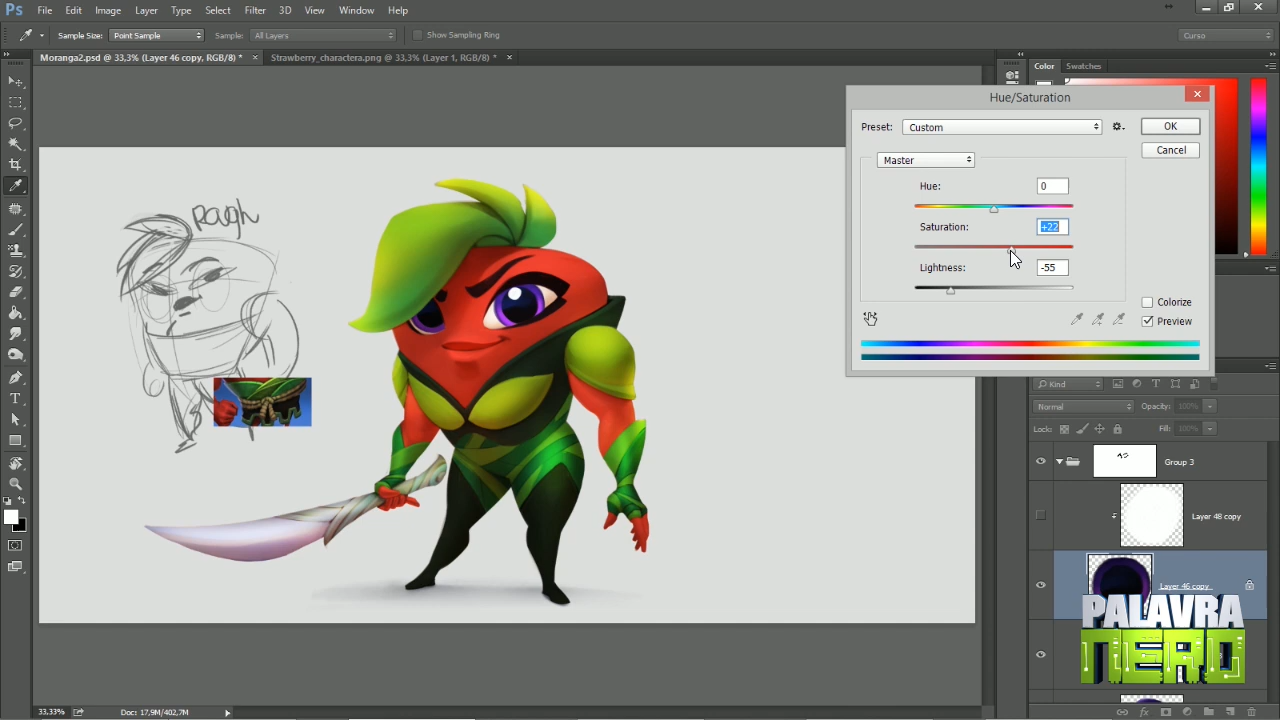 Ps File Edit Image Layer Type Select Filter 3D View Window Help
Sample Size: Point Sample Sample: All Layers Show Sampling Ring Curso
Moranga2.psd @ 33,3% (Layer 46 copy, RGB/8) * × Strawberry_charactera.png @ 33,3% (Layer 1, RGB/8) * ×
Color Swatches
Hue/Saturation
Preset: Custom OK
Cancel
Master
Hue: 0
Saturation: +22
Lightness: -55
Colorize
Preview
Rough
Kind
Normal Opacity: 100%
Lock: Fill: 100%
Group 3
Layer 48 copy
Layer 46 copy
PALAVRA
NERD
33,33% Doc: 17,9M/402,7M